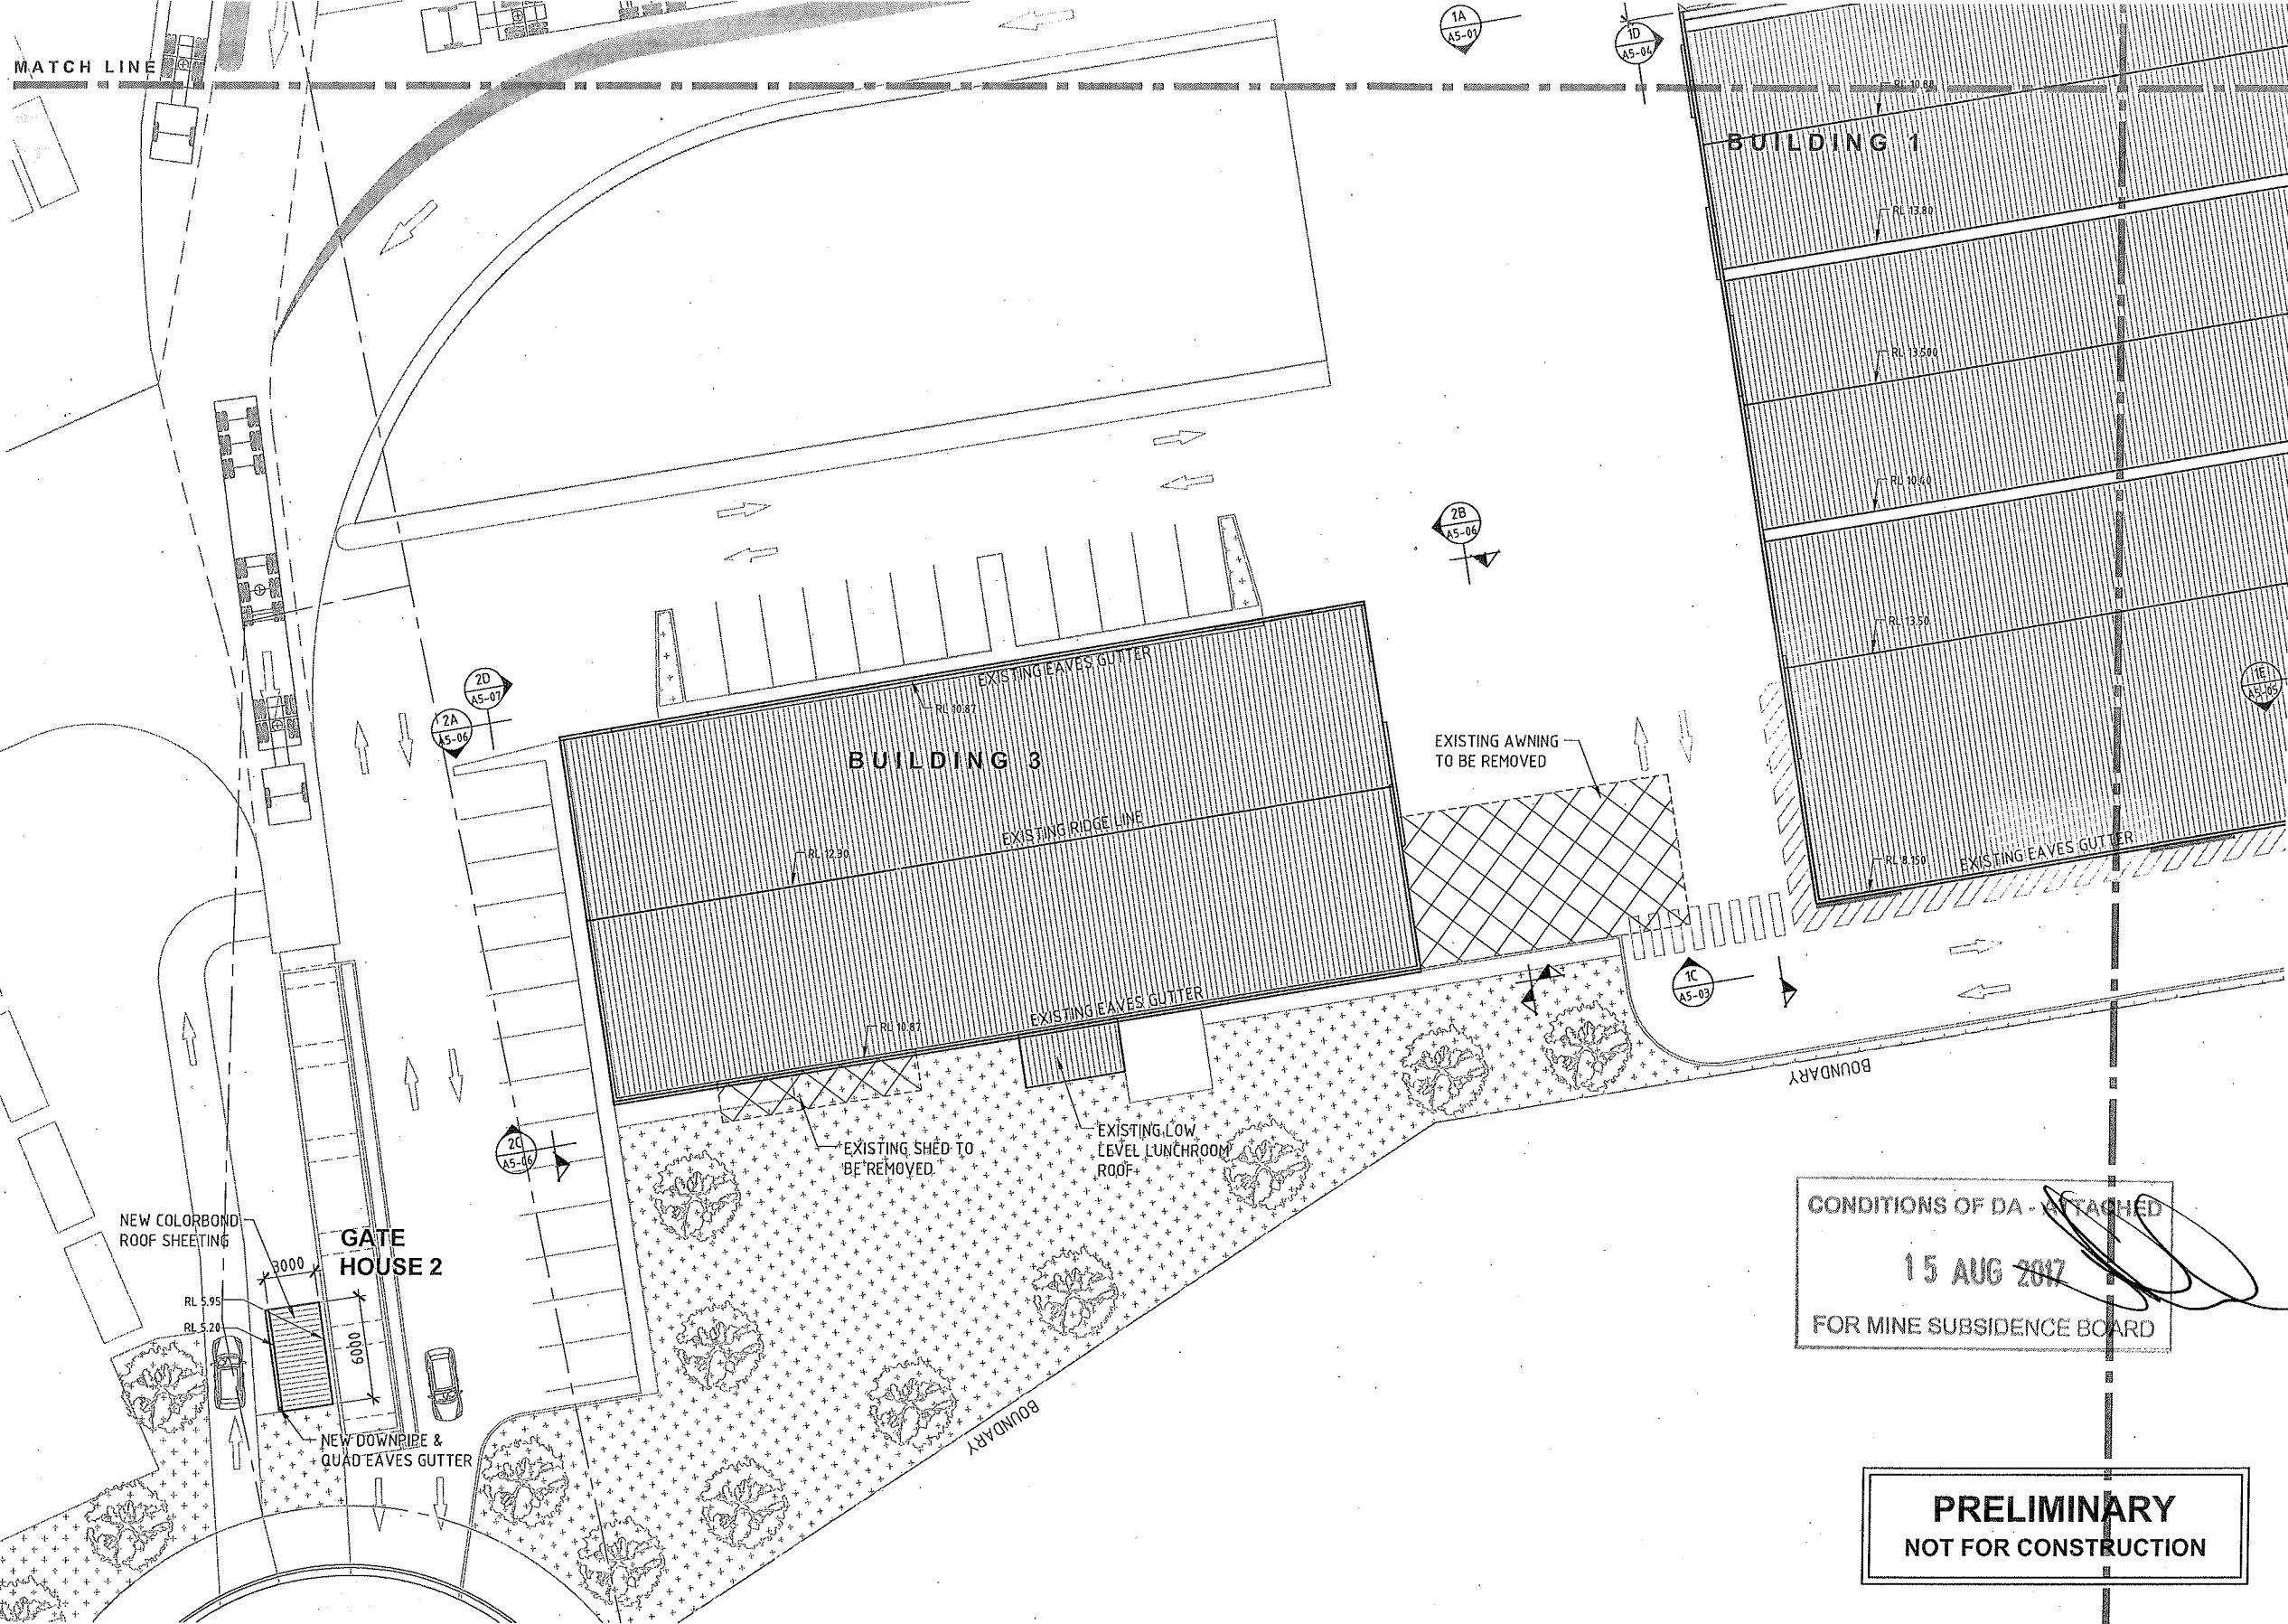 1A
A5-01
1D
A5-04
MATCH LINE
RL 10.68
BUILDING 1
RL 13.80
RL 13.500
RL 10.40
2B
A5-06
RL 13.50
EXISTING EAVES GUTTER
2D
A5-07
RL 10.87
1E
A5-05
2A
A5-06
BUILDING 3
EXISTING AWNING
TO BE REMOVED
EXISTING RIDGE LINE
RL 12.30
RL 8.150
EXISTING EAVES GUTTER
1C
A5-03
EXISTING EAVES GUTTER
RL 10.87
BOUNDARY
2C
A5-06
EXISTING SHED TO
BE REMOVED
EXISTING LOW
LEVEL LUNCHROOM
ROOF
NEW COLORBOND
ROOF SHEETING
GATE
HOUSE 2
3000
RL 5.95
RL 5.20
6000
CONDITIONS OF DA - ATTACHED
15 AUG 2017
FOR MINE SUBSIDENCE BOARD
BOUNDARY
NEW DOWNPIPE &
QUAD EAVES GUTTER
PRELIMINARY
NOT FOR CONSTRUCTION